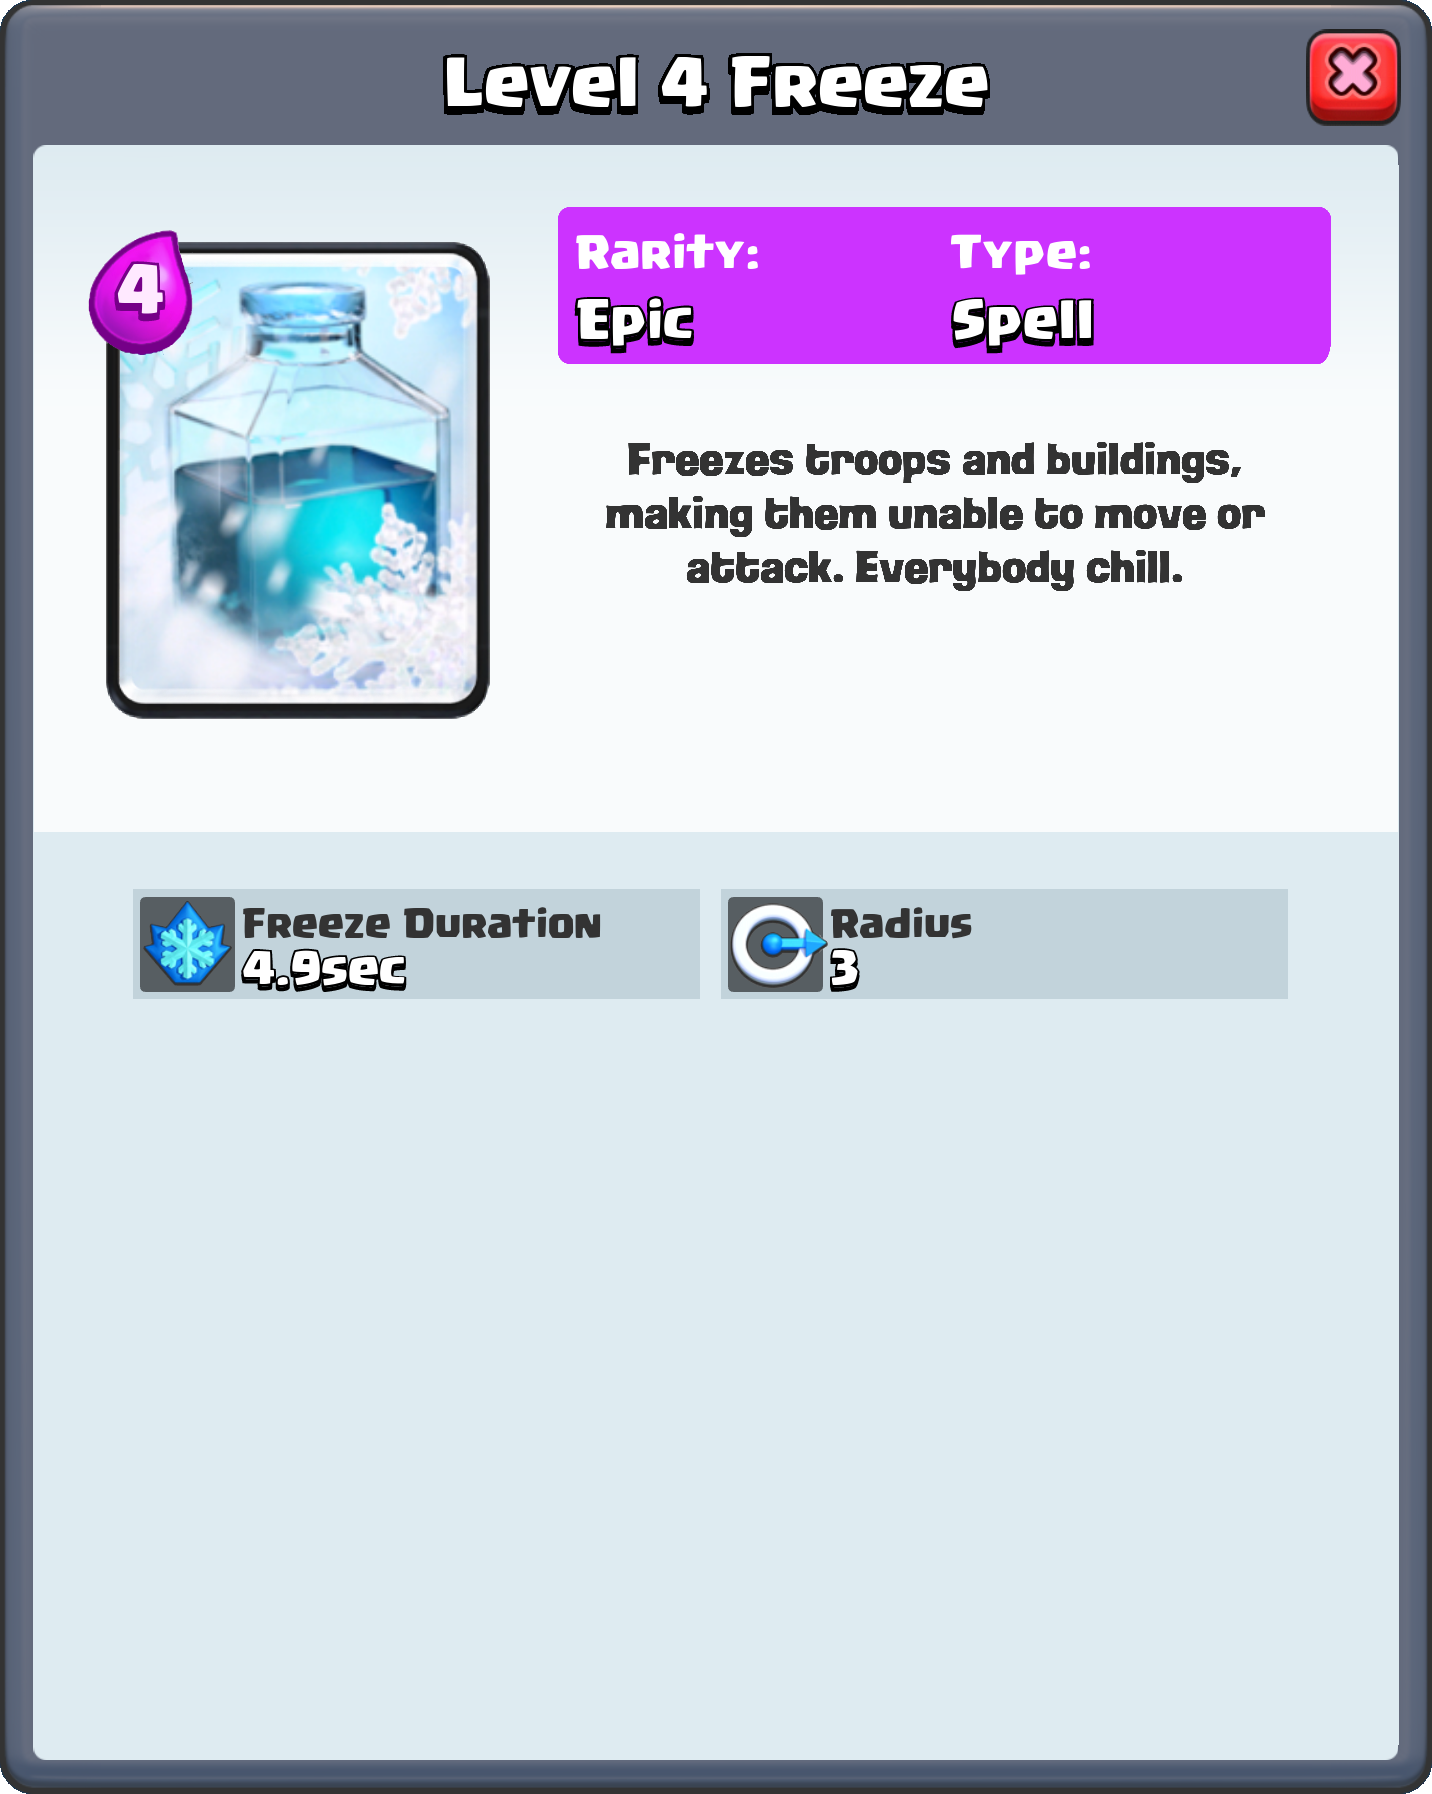 Level 4 Freeze
4
Rarity:
Epic
Type:
Spell
Freezes troops and buildings,
making them unable to move or
attack. Everybody chill.
Freeze Duration
4.9sec
Radius
3